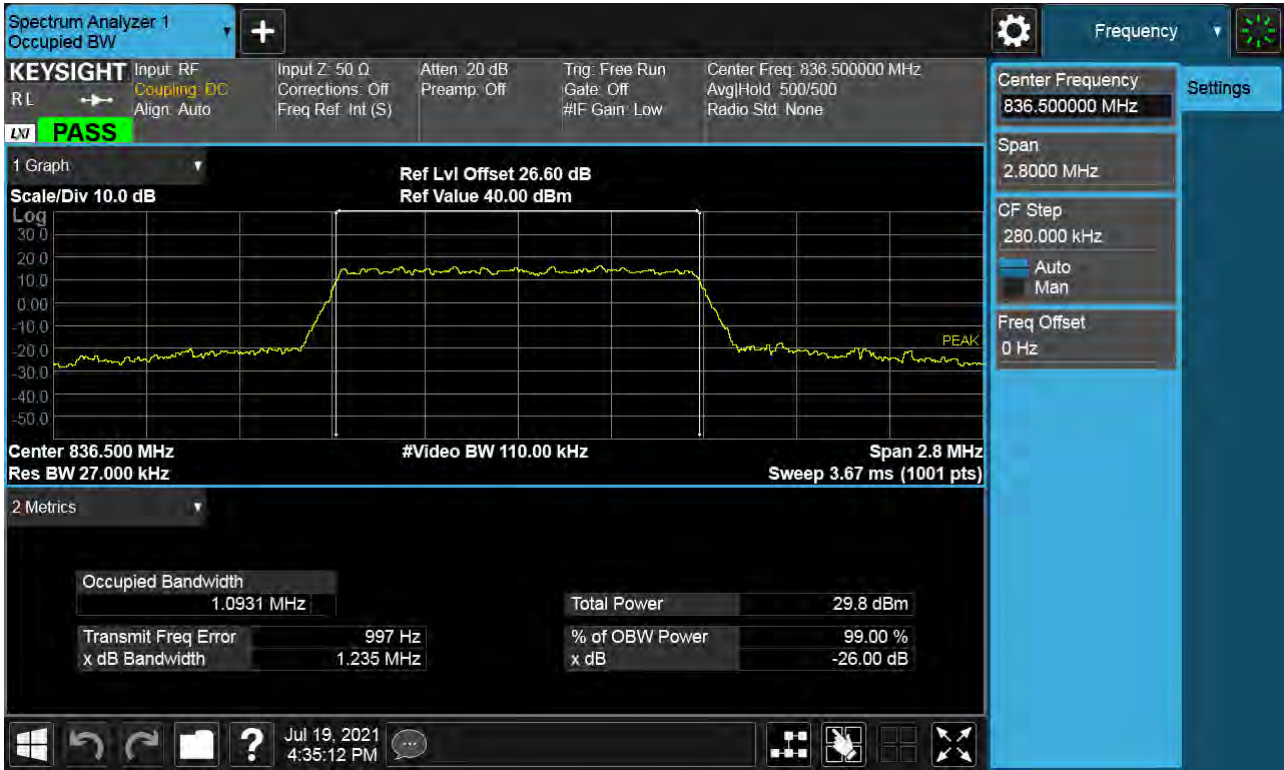 Spectrum Analyzer 1
Occupied BW
Frequency
KEYSIGHT
RL
LXI
PASS
Input: RF
Coupling: DC
Align: Auto
Input Z: 50 Ω
Corrections: Off
Freq Ref: Int (S)
Atten: 20 dB
Preamp: Off
Trig: Free Run
Gate: Off
#IF Gain: Low
Center Freq: 836.500000 MHz
Avg|Hold: 500/500
Radio Std: None
Center Frequency
836.500000 MHz
Settings
Span
2.8000 MHz
CF Step
280.000 kHz
Auto
Man
Freq Offset
0 Hz
1 Graph
Scale/Div 10.0 dB
Ref Lvl Offset 26.60 dB
Ref Value 40.00 dBm
Log
30.0
20.0
10.0
0.00
-10.0
-20.0
-30.0
-40.0
-50.0
PEAK
Center 836.500 MHz
#Video BW 110.00 kHz
Span 2.8 MHz
Res BW 27.000 kHz
Sweep 3.67 ms (1001 pts)
2 Metrics
Occupied Bandwidth
1.0931 MHz
Total Power 29.8 dBm
Transmit Freq Error 997 Hz
% of OBW Power 99.00 %
x dB Bandwidth 1.235 MHz
x dB -26.00 dB
?
Jul 19, 2021
4:35:12 PM